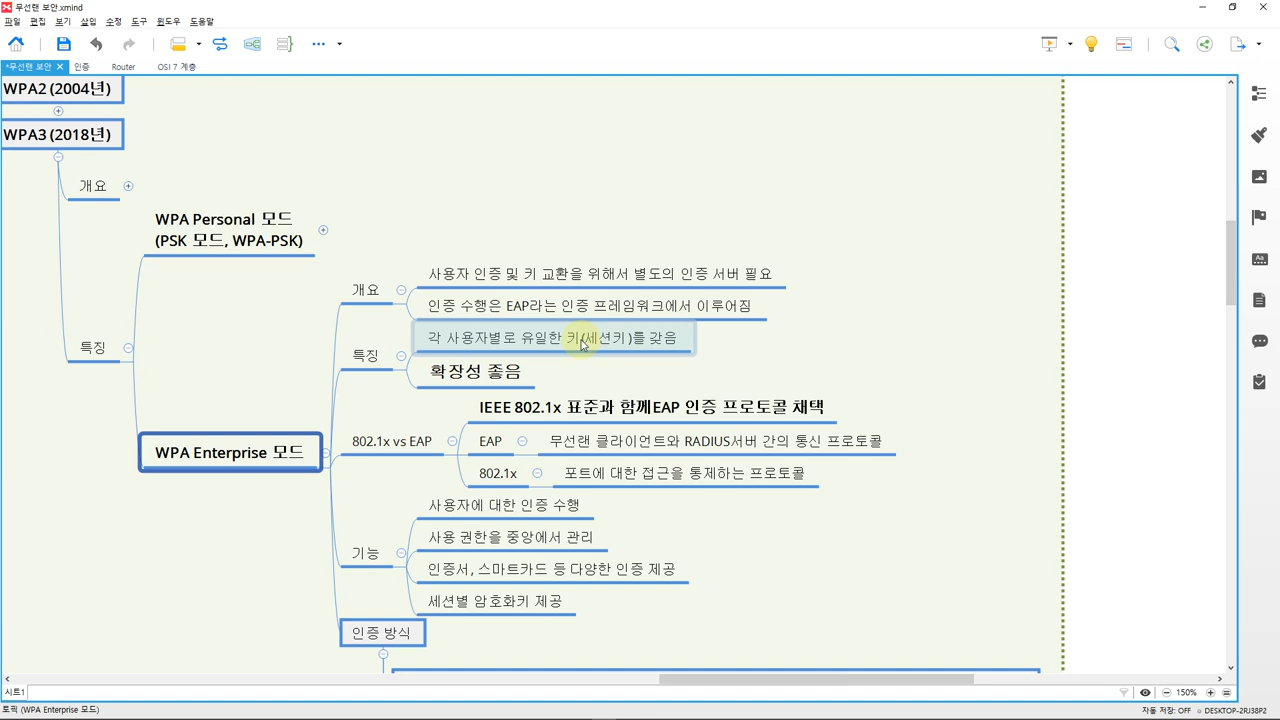 무선랜 보안.xmind
파일 편집 보기 삽입 수정 도구 윈도우 도움말
*무선랜 보안 인증 Router OSI 7 계층
WPA2 (2004년)
WPA3 (2018년)
개요
WPA Personal 모드
(PSK 모드, WPA-PSK)
특징
WPA Enterprise 모드
개요
사용자 인증 및 키 교환을 위해서 별도의 인증 서버 필요
인증 수행은 EAP라는 인증 프레임워크에서 이루어짐
특징
각 사용자별로 유일한 키(세션키)를 갖음
확장성 좋음
802.1x vs EAP
IEEE 802.1x 표준과 함께EAP 인증 프로토콜 채택
EAP 무선랜 클라이언트와 RADIUS서버 간의 통신 프로토콜
802.1x 포트에 대한 접근을 통제하는 프로토콜
기능
사용자에 대한 인증 수행
사용 권한을 중앙에서 관리
인증서, 스마트카드 등 다양한 인증 제공
세션별 암호화키 제공
인증 방식
시트1
150%
토픽 (WPA Enterprise 모드)
자동 저장: OFF DESKTOP-2RJ38P2